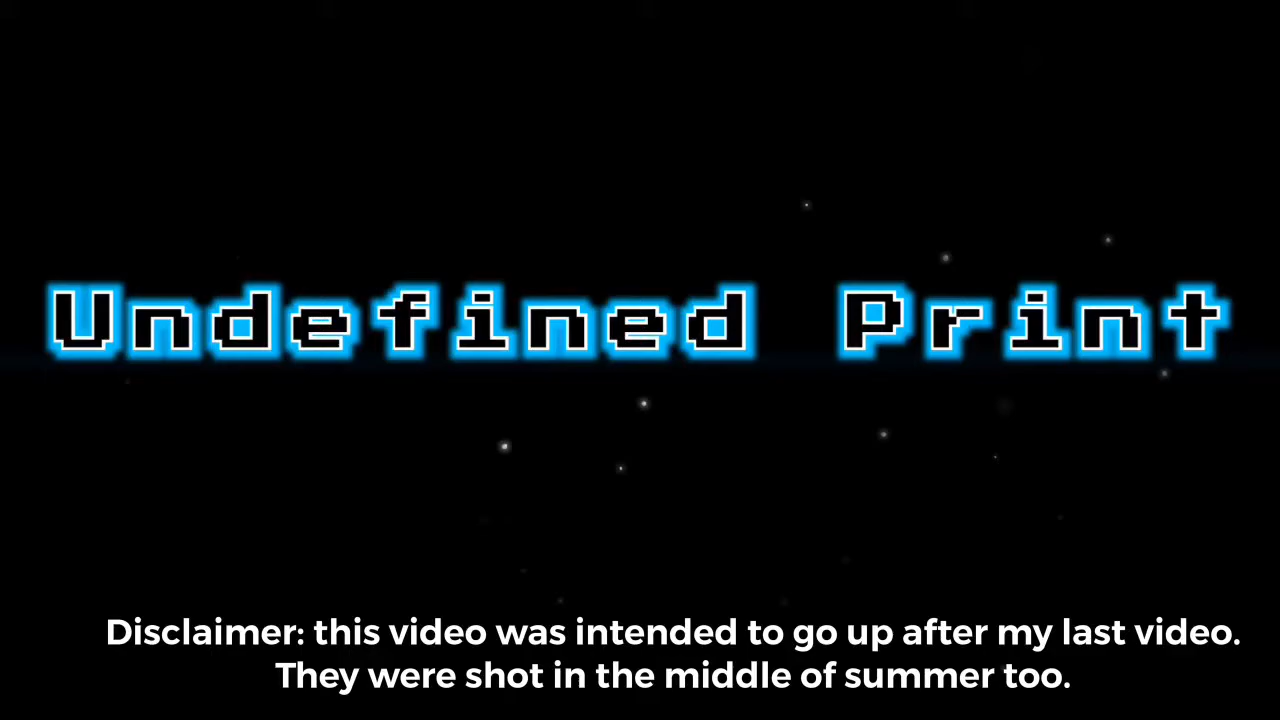 Undefined Print
Disclaimer: this video was intended to go up after my last video.
They were shot in the middle of summer too.